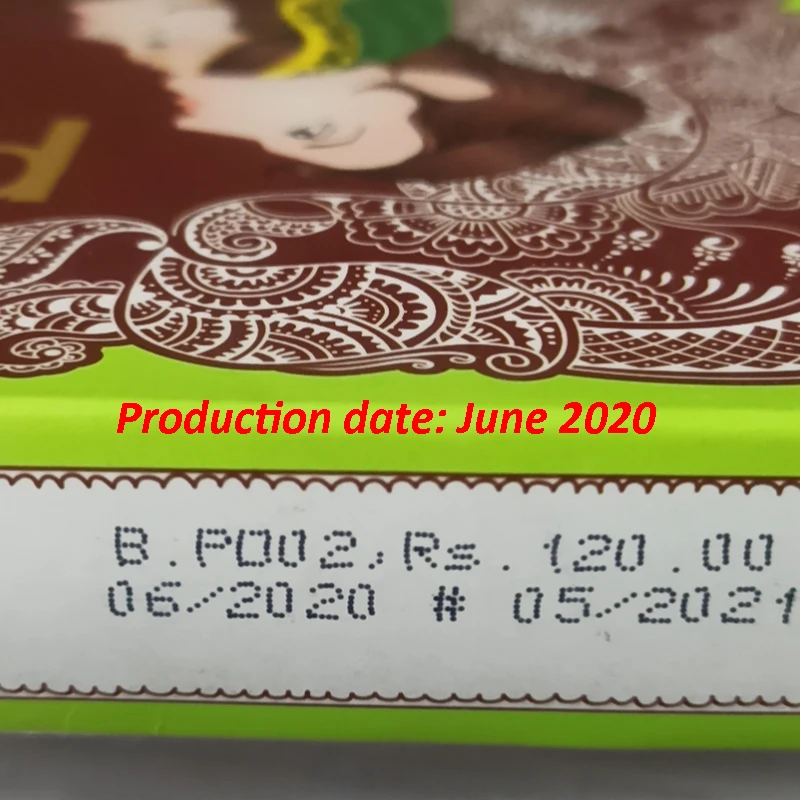 Production date: June 2020
B.P002,Rs.120.00
06/2020 # 05/2021